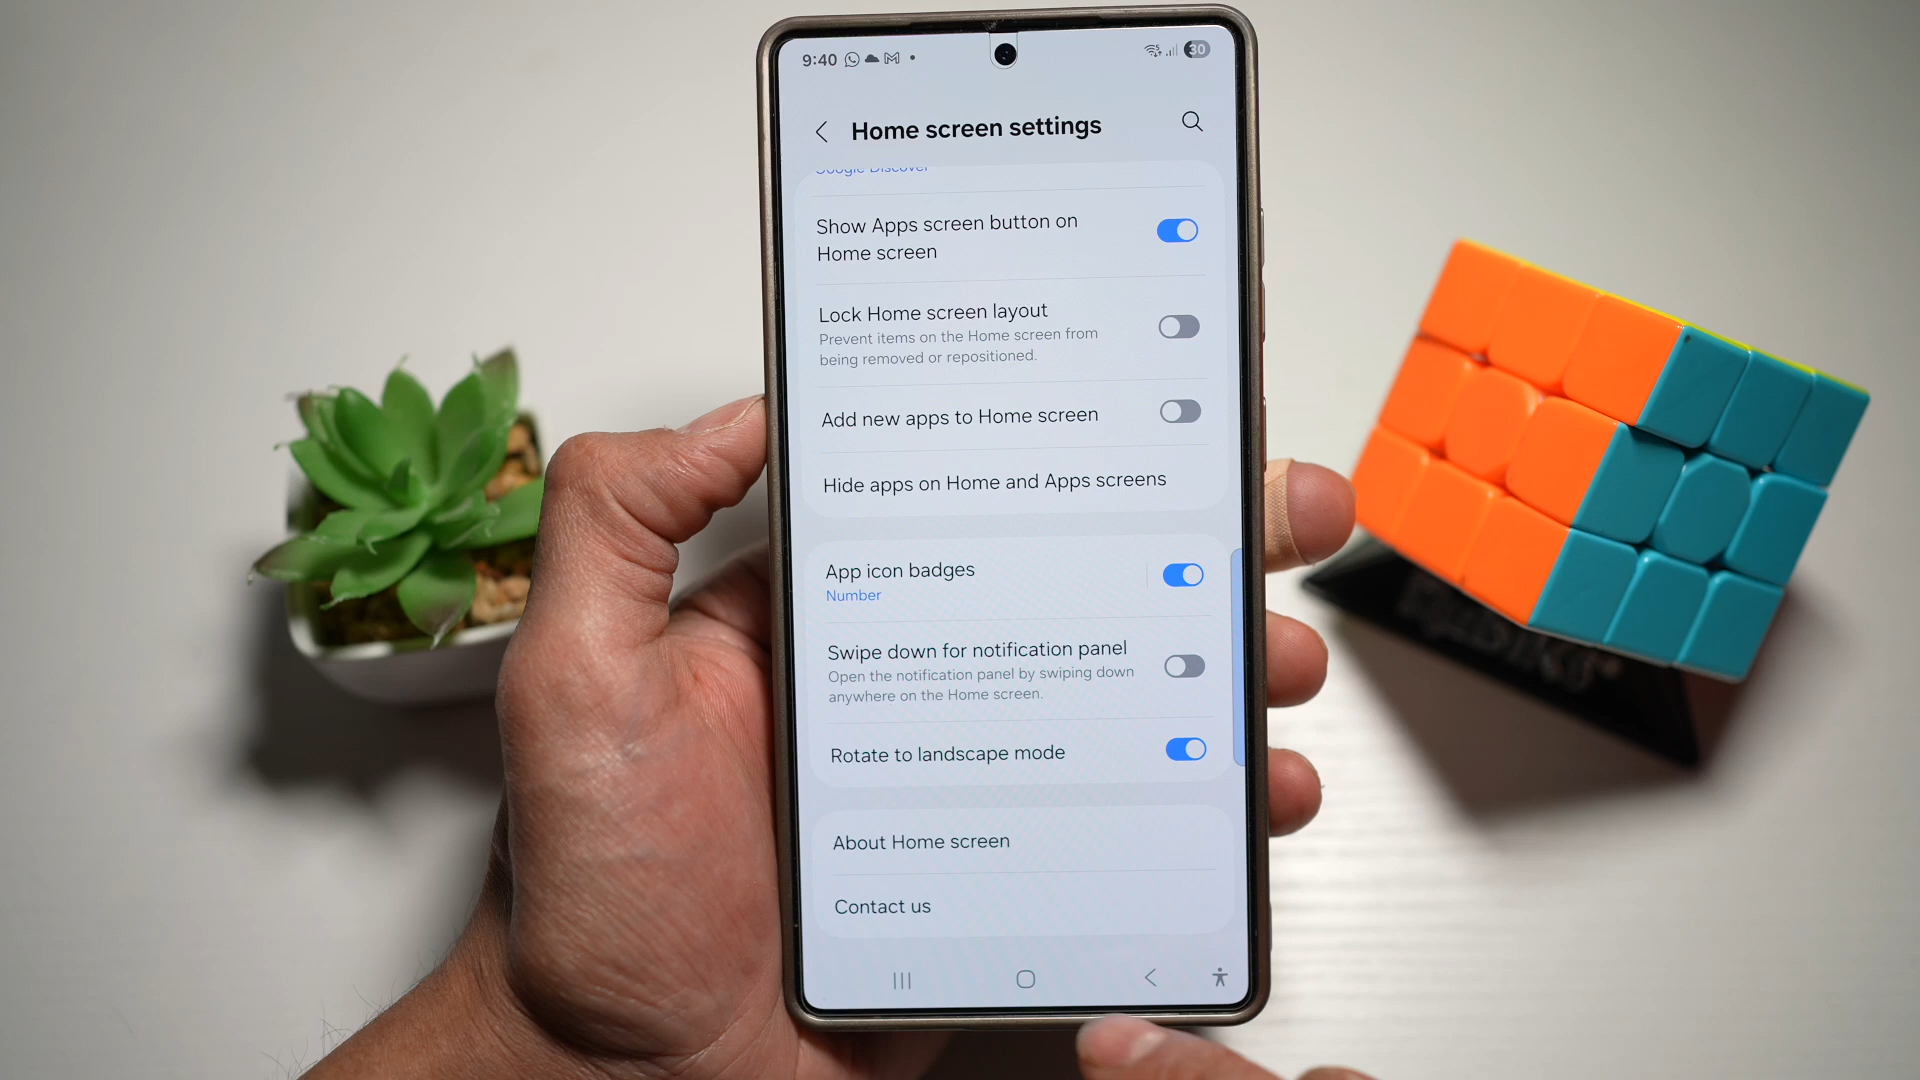 9:40
30
Home screen settings
Google Discover
Show Apps screen button on
Home screen
Lock Home screen layout
Prevent items on the Home screen from
being removed or repositioned.
Add new apps to Home screen
Hide apps on Home and Apps screens
App icon badges
Number
Swipe down for notification panel
Open the notification panel by swiping down
anywhere on the Home screen.
Rotate to landscape mode
About Home screen
Contact us